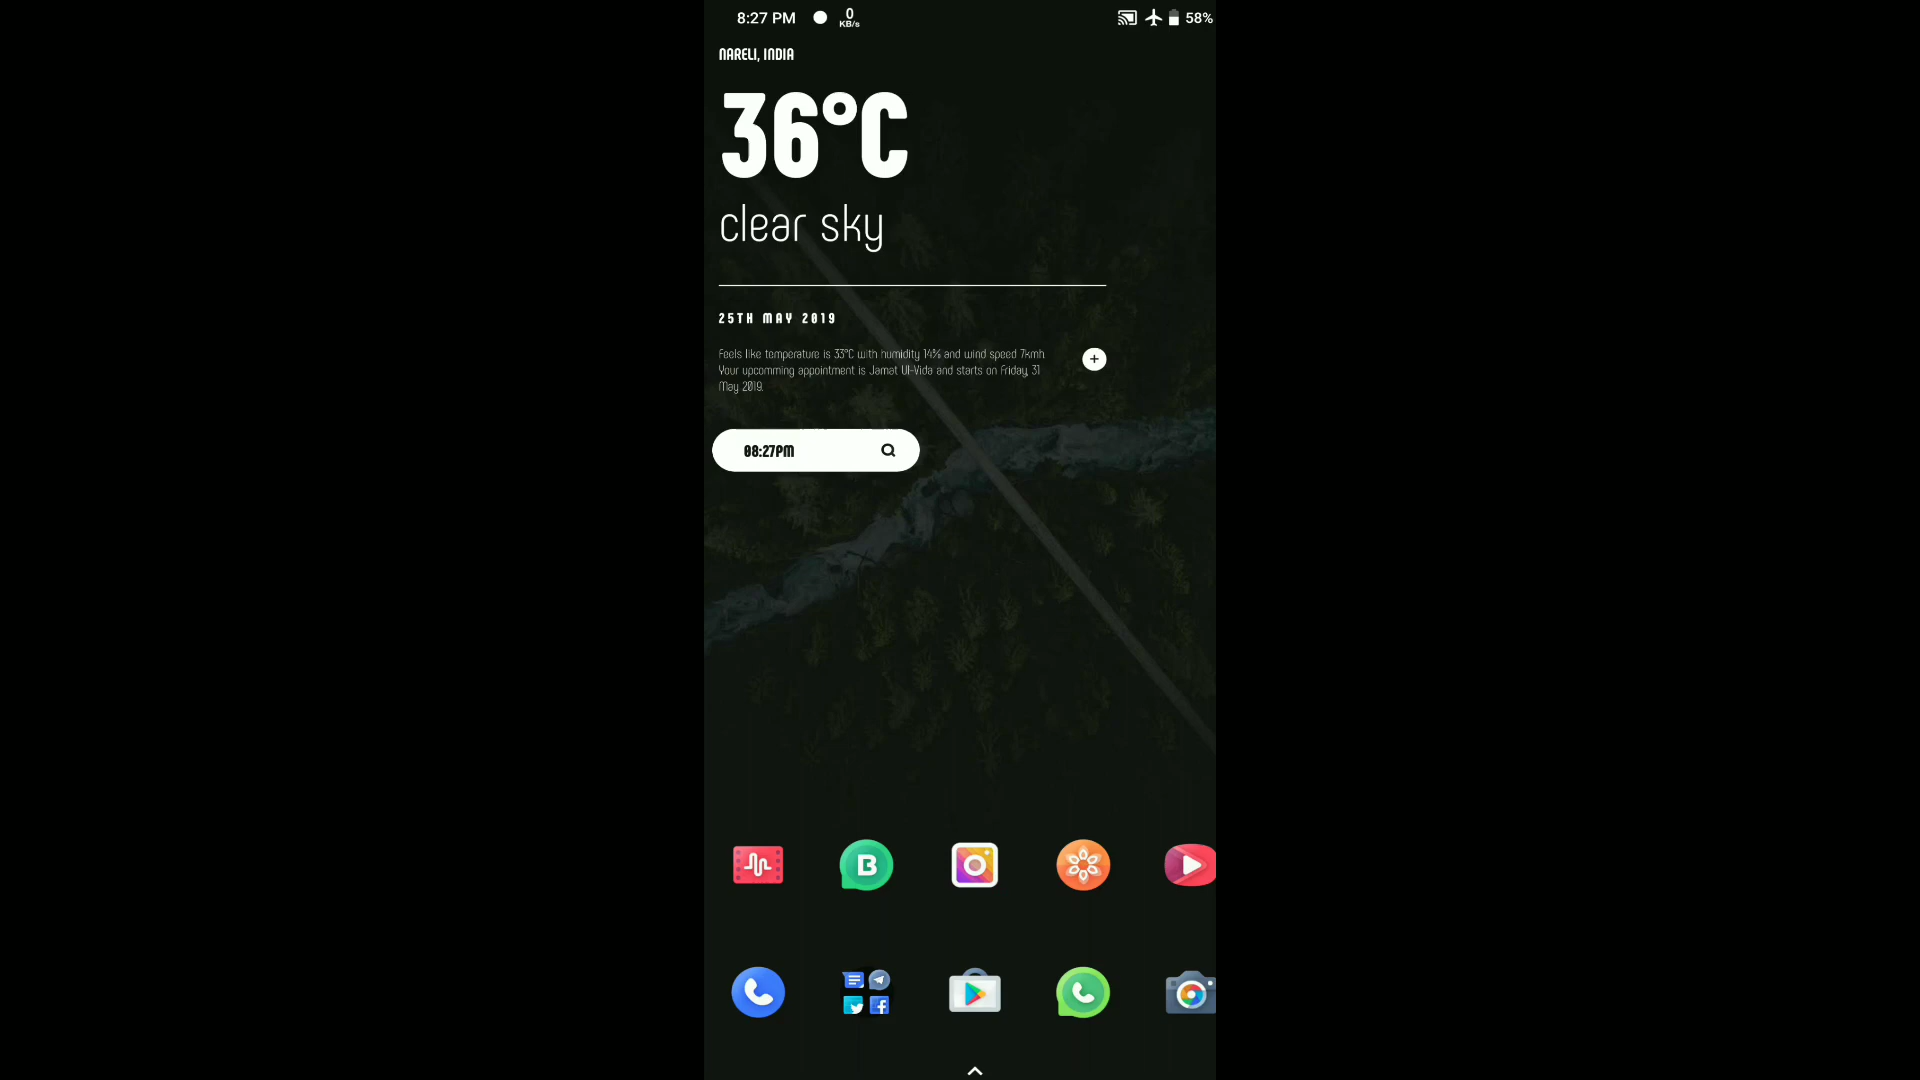 8:27 PM 0 KB/s 58%
NARELI, INDIA
36°C
clear sky
25TH MAY 2019
Feels like temperature is 33°C with humidity 14% and wind speed 7kmh.
Your upcomming appointment is Jamat Ul-Vida and starts on Friday, 31
May 2019.
08:27PM
B